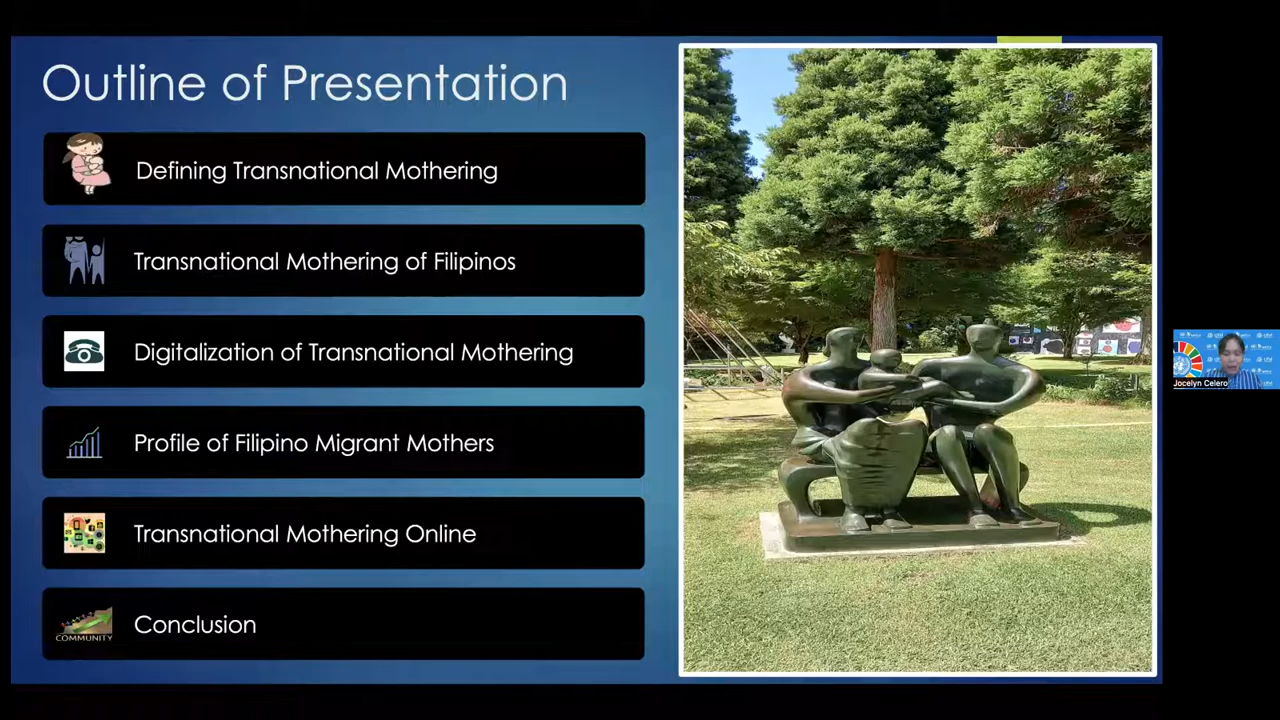 Outline of Presentation
Defining Transnational Mothering
Transnational Mothering of Filipinos
Digitalization of Transnational Mothering
Profile of Filipino Migrant Mothers
Transnational Mothering Online
COMMUNITY
Conclusion
Jocelyn Celero